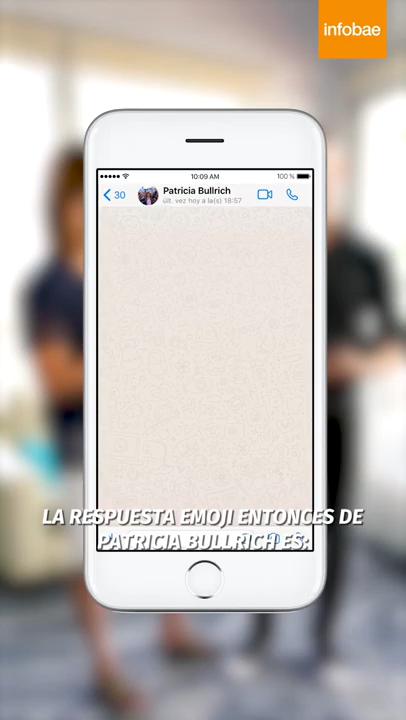 infobae
10:09 AM
100 %
30
Patricia Bullrich
últ. vez hoy a la(s) 18:57
LA RESPUESTA EMOJI ENTONCES DE
PATRICIA BULLRICH ES: